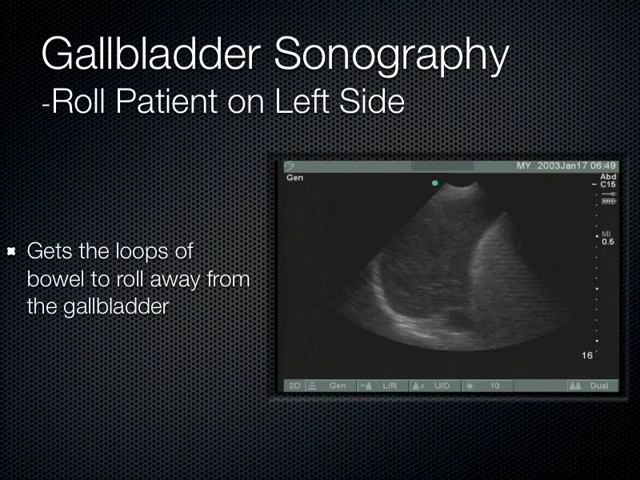 Gallbladder Sonography
-Roll Patient on Left Side
MY 2003Jan17 06:49
Gen
Abd
C15
MI
0.5
Gets the loops of
bowel to roll away from
the gallbladder
16
2D Gen L/R U/D 10 Dual